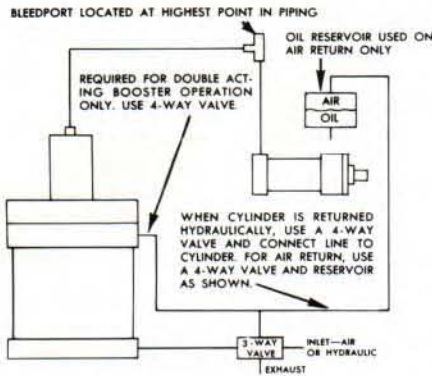 BLEEDPORT LOCATED AT HIGHEST POINT IN PIPING
OIL RESERVOIR USED ON
AIR RETURN ONLY
REQUIRED FOR DOUBLE ACT-
ING BOOSTER OPERATION
ONLY. USE 4-WAY VALVE.
AIR
OIL
WHEN CYLINDER IS RETURNED
HYDRAULICALLY, USE A 4-WAY
VALVE AND CONNECT LINE TO
CYLINDER. FOR AIR RETURN, USE
A 4-WAY VALVE AND RESERVOIR
AS SHOWN.
3-WAY
VALVE
INLET—AIR
OR HYDRAULIC
EXHAUST